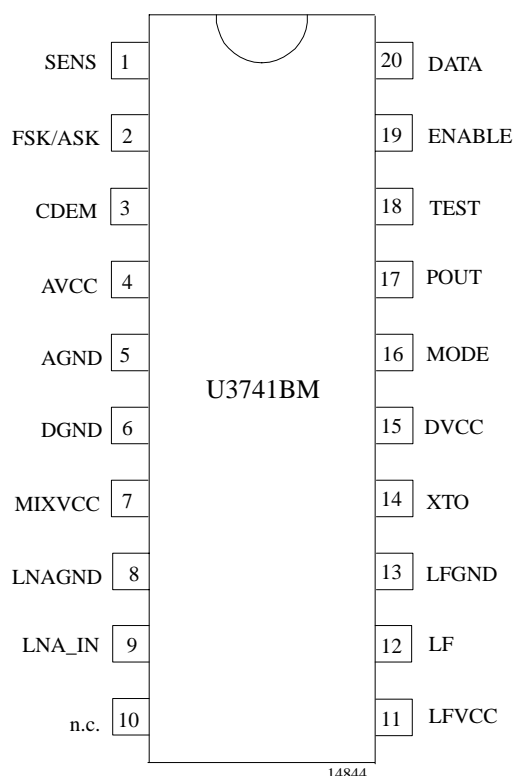 SENS 1 20 DATA
FSK/ASK 2 19 ENABLE
CDEM 3 18 TEST
AVCC 4 17 POUT
AGND 5 16 MODE
U3741BM
DGND 6 15 DVCC
MIXVCC 7 14 XTO
LNAGND 8 13 LFGND
LNA_IN 9 12 LF
n.c. 10 11 LFVCC
14844